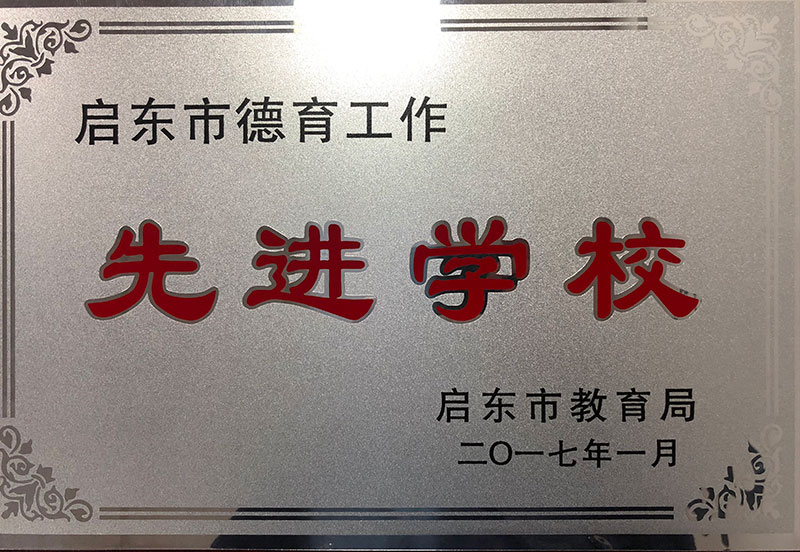 启东市德育工作
先进学校
启东市教育局
二〇一七年一月